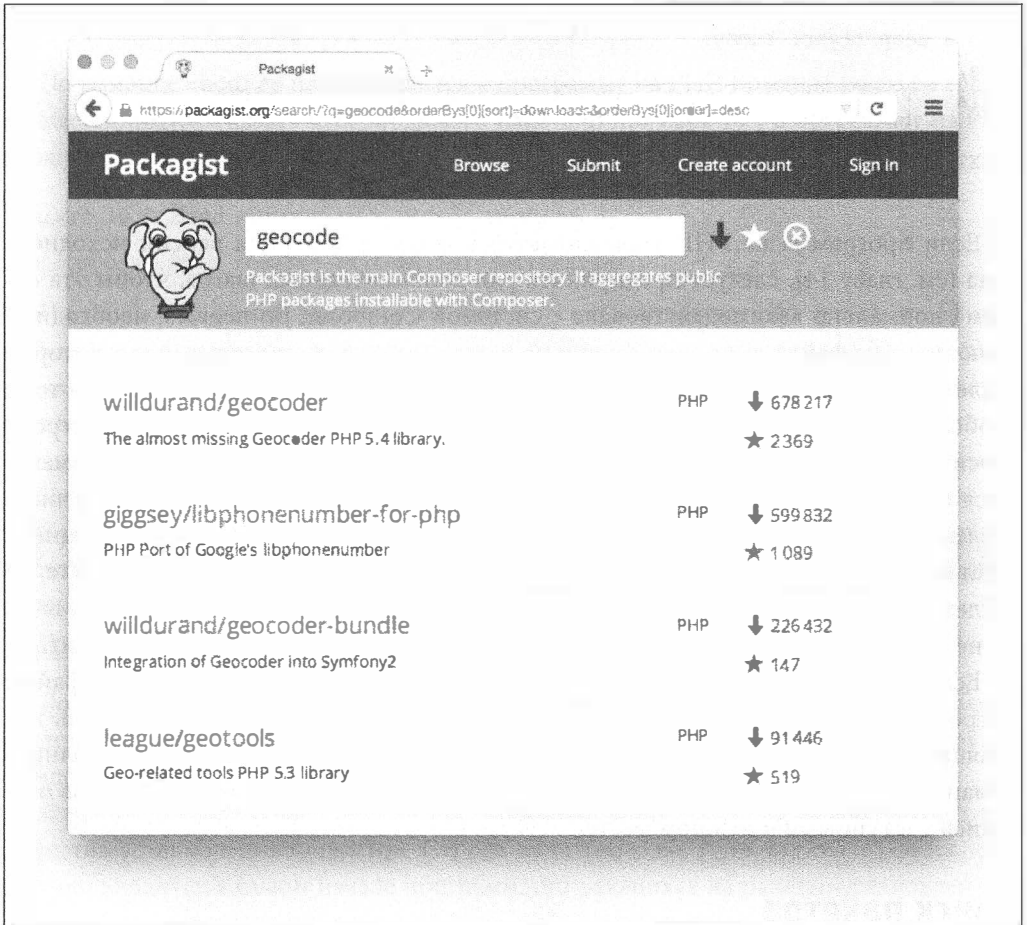 Packagist
https://packagist.org/search/?q=geocode&orderBys[0][sort]=downloads&orderBys[0][order]=desc
Packagist
Browse
Submit
Create account
Sign in
geocode
Packagist is the main Composer repository. It aggregates public
PHP packages installable with Composer.
willdurand/geocoder
PHP
678 217
The almost missing Geocoder PHP 5.4 library.
2 369
giggsey/libphonenumber-for-php
PHP
599 832
PHP Port of Google's libphonenumber
1 089
willdurand/geocoder-bundle
PHP
226 432
Integration of Geocoder into Symfony2
147
league/geotools
PHP
91 446
Geo-related tools PHP 5.3 library
519